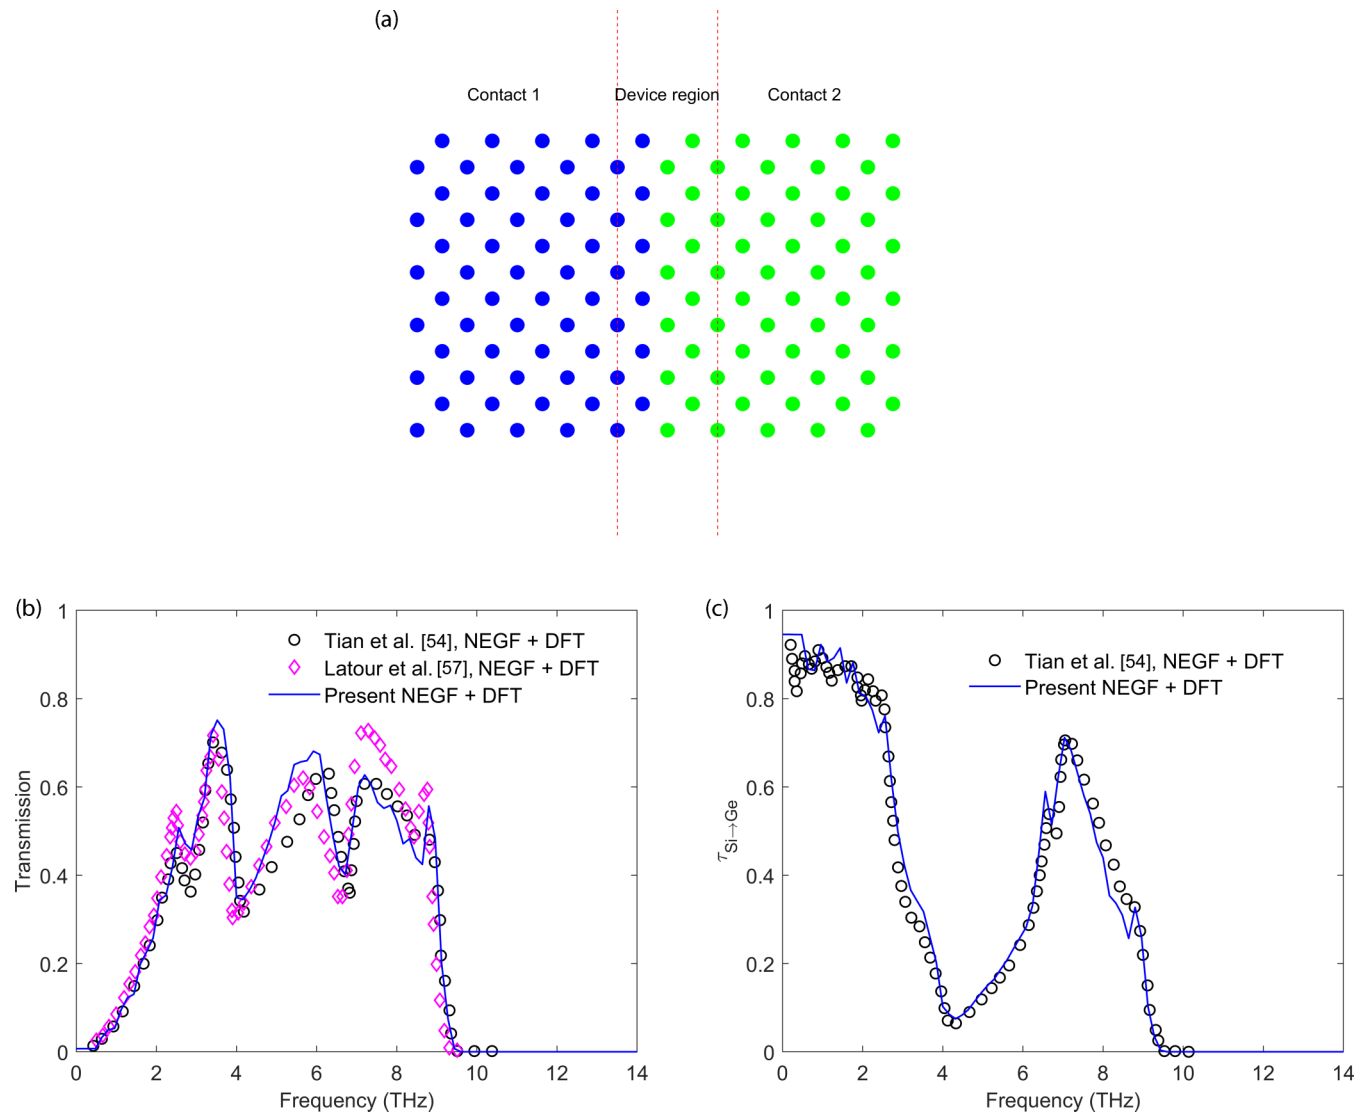 (a)
Contact 1
Device region
Contact 2
(b)
1
0.8
0.6
0.4
0.2
0
Transmission
Tian et al. [54], NEGF + DFT
Latour et al. [57], NEGF + DFT
Present NEGF + DFT
0 2 4 6 8 10 12 14
Frequency (THz)
(c)
1
0.8
0.6
0.4
0.2
0
τSi→Ge
Tian et al. [54], NEGF + DFT
Present NEGF + DFT
0 2 4 6 8 10 12 14
Frequency (THz)